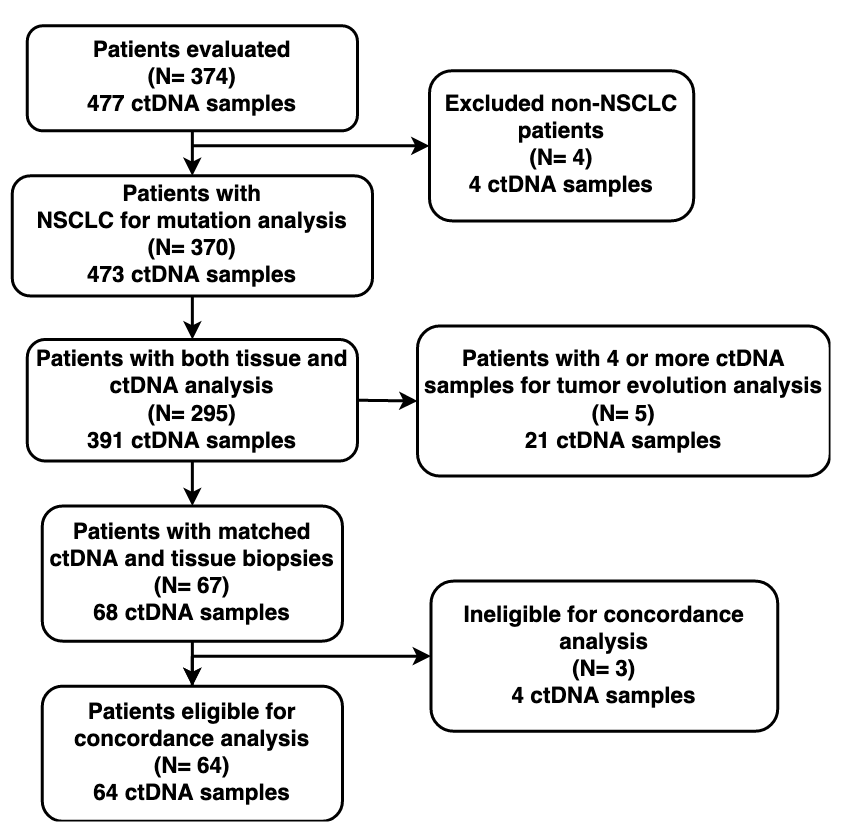 Patients evaluated
(N= 374)
477 ctDNA samples
Excluded non-NSCLC
patients
(N= 4)
4 ctDNA samples
Patients with
NSCLC for mutation analysis
(N= 370)
473 ctDNA samples
Patients with both tissue and
ctDNA analysis
(N= 295)
391 ctDNA samples
Patients with 4 or more ctDNA
samples for tumor evolution analysis
(N= 5)
21 ctDNA samples
Patients with matched
ctDNA and tissue biopsies
(N= 67)
68 ctDNA samples
Ineligible for concordance
analysis
(N= 3)
4 ctDNA samples
Patients eligible for
concordance analysis
(N= 64)
64 ctDNA samples